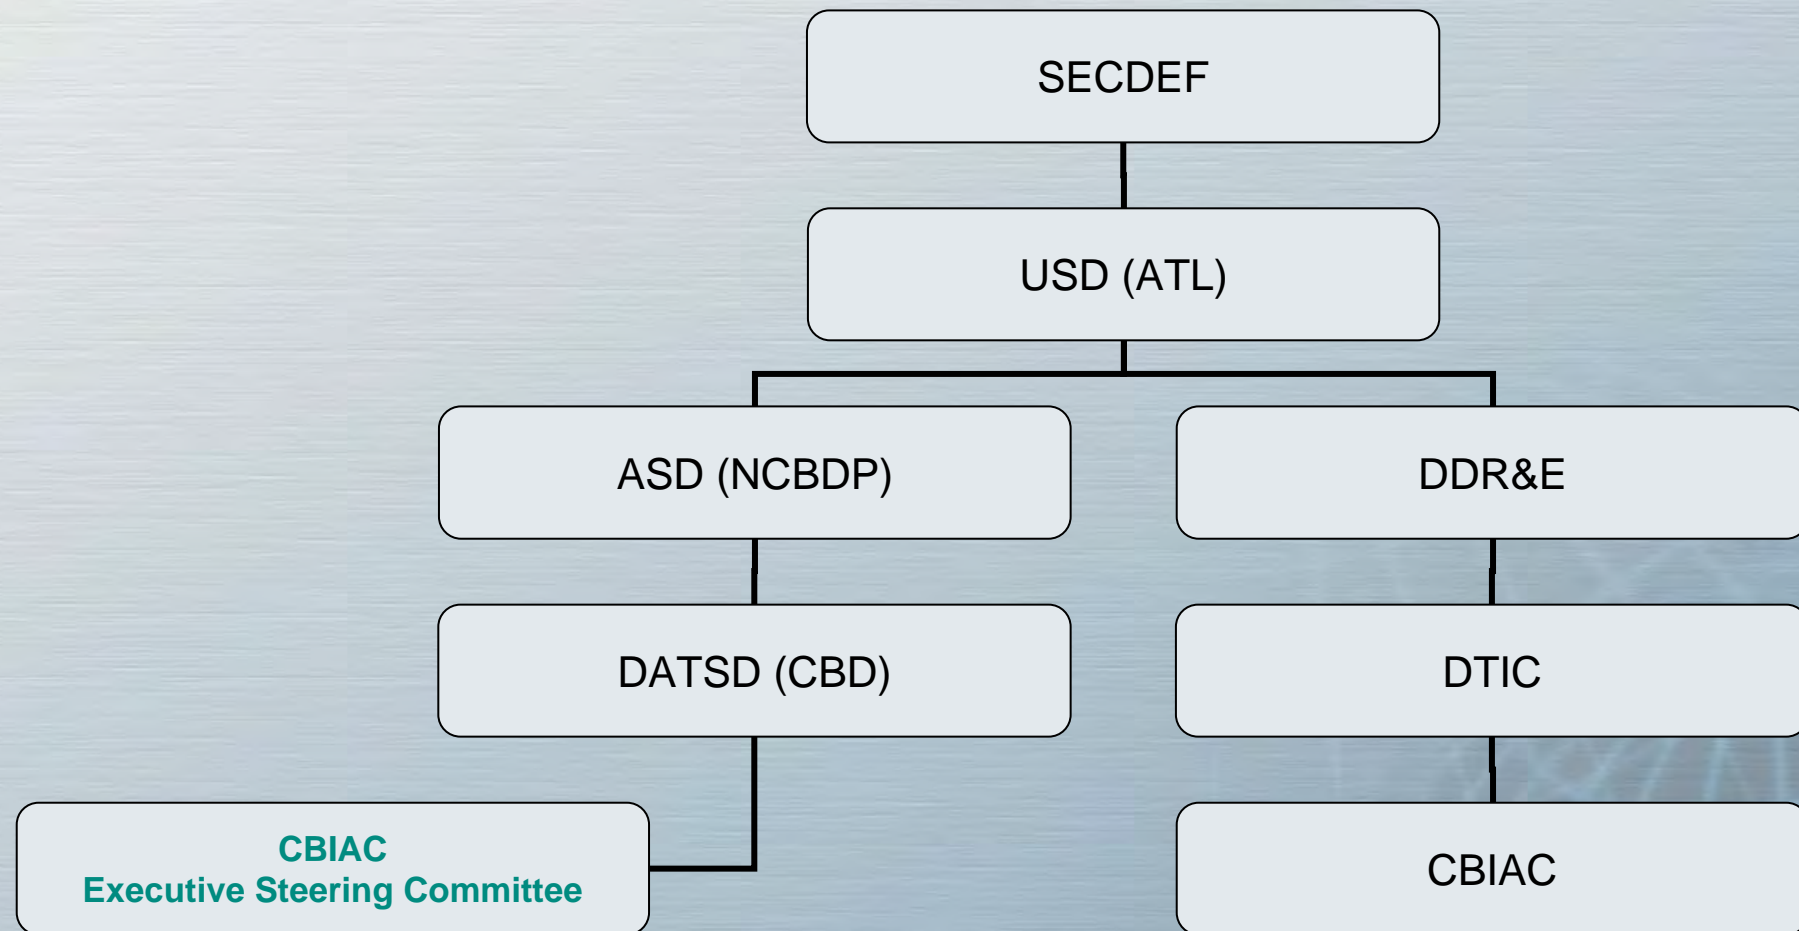 SECDEF
USD (ATL)
ASD (NCBDP)
DDR&E
DATSD (CBD)
DTIC
CBIAC
Executive Steering Committee
CBIAC